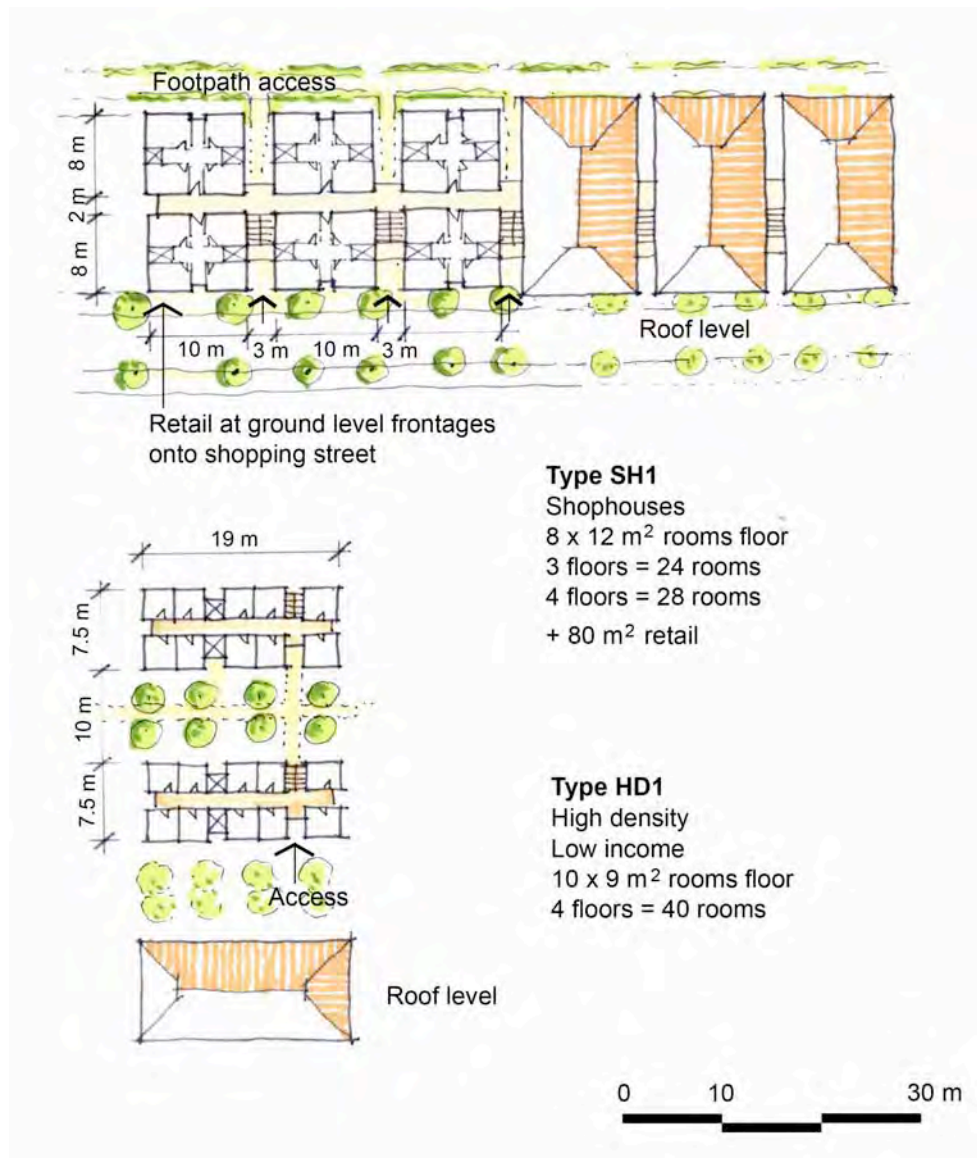 Footpath access
8 m
2 m
8 m
10 m
3 m
10 m
3 m
Roof level
Retail at ground level frontages
onto shopping street
Type SH1
Shophouses
8 x 12 m² rooms floor
3 floors = 24 rooms
4 floors = 28 rooms
+ 80 m² retail
19 m
7.5 m
10 m
7.5 m
Access
Type HD1
High density
Low income
10 x 9 m² rooms floor
4 floors = 40 rooms
Roof level
0 10 30 m